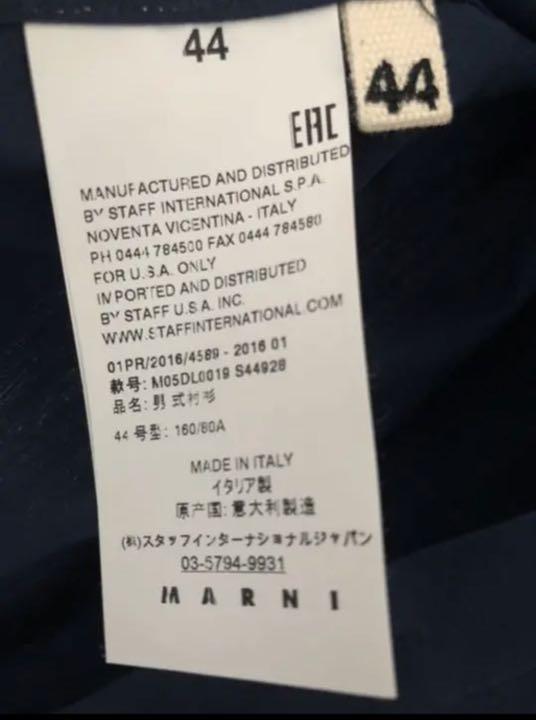 44
44
EAC
MANUFACTURED AND DISTRIBUTED
BY STAFF INTERNATIONAL S.P.A.
NOVENTA VICENTINA - ITALY
PH 0444 784500 FAX 0444 784580
FOR U.S.A. ONLY
IMPORTED AND DISTRIBUTED
BY STAFF U.S.A. INC.
WWW.STAFFINTERNATIONAL.COM
01PR/2016/4589 - 2016 01
款号: M05DL0019 S44928
品名: 男式衬衫
44 号型: 160/80A
MADE IN ITALY
イタリア製
原产国: 意大利製造
(株)スタッフインターナショナルジャパン
03-5794-9931
MARNI